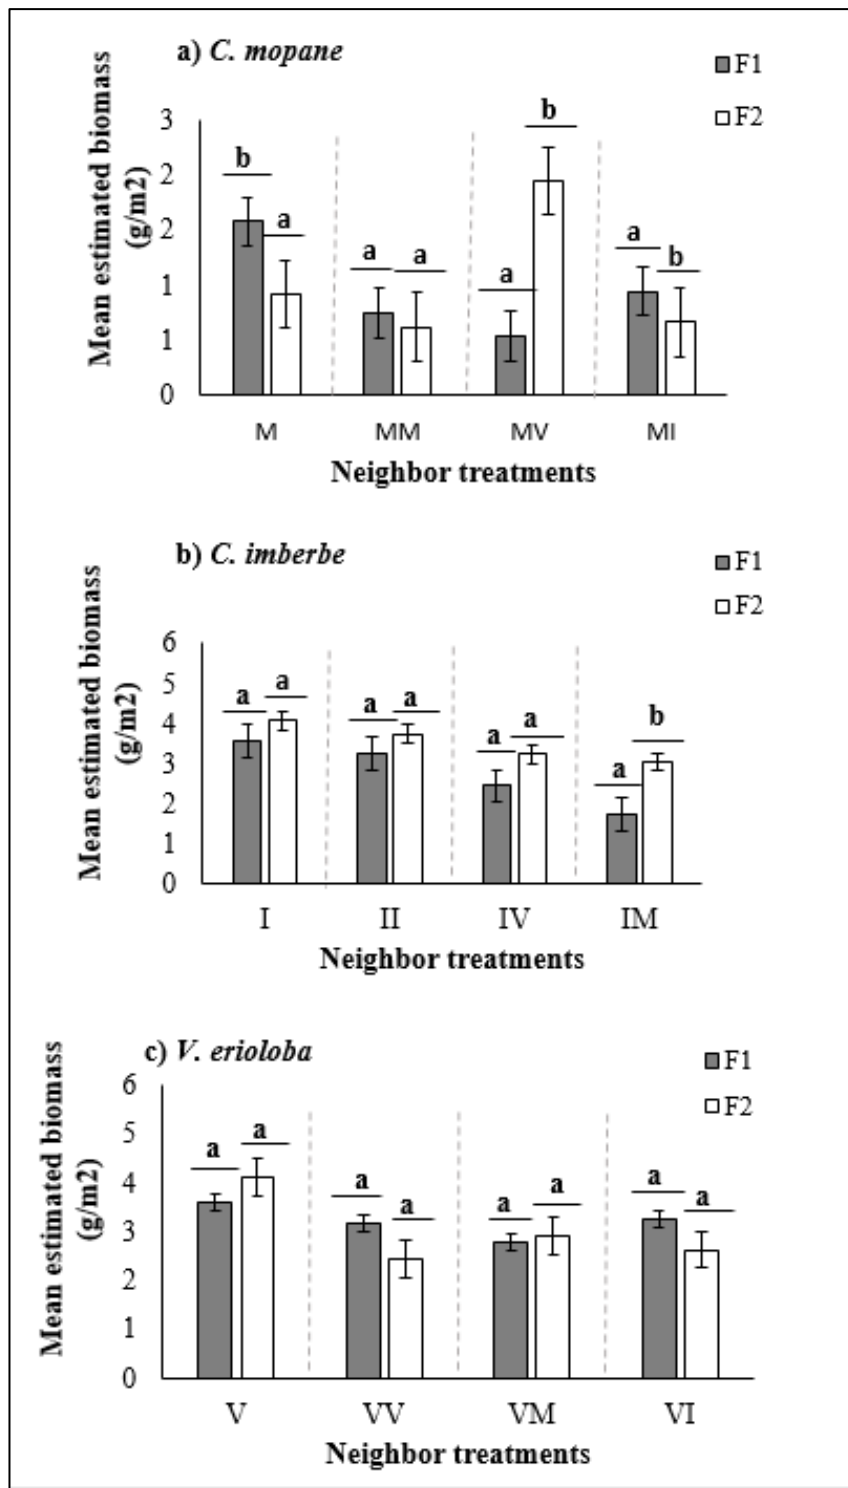 a) C. mopane
F1
F2
Mean estimated biomass
(g/m2)
3
2
2
1
1
0
b
a
a
a
a
b
a
b
M MM MV MI
Neighbor treatments
b) C. imberbe
F1
F2
Mean estimated biomass
(g/m2)
6
5
4
3
2
1
0
a
a
a
a
a
a
a
b
I II IV IM
Neighbor treatments
c) V. erioloba
F1
F2
Mean estimated biomass
(g/m2)
6
5
4
3
2
1
0
a
a
a
a
a
a
a
a
V VV VM VI
Neighbor treatments